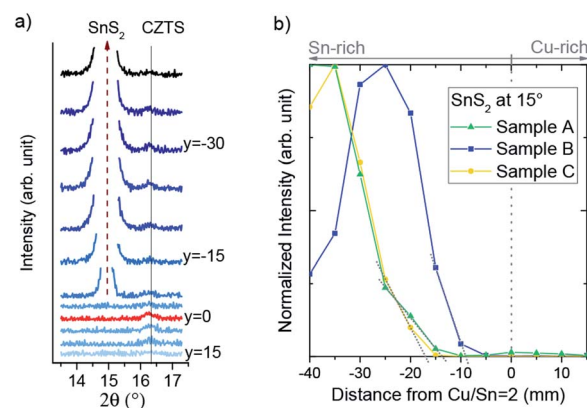 a)
SnS2 CZTS
Intensity (arb. unit)
y=-30
y=-15
y=0
y=15
14 15 16 17
2θ (°)
b)
Sn-rich Cu-rich
Normalized Intensity (arb. unit)
SnS2 at 15°
Sample A
Sample B
Sample C
-40 -30 -20 -10 0 10
Distance from Cu/Sn=2 (mm)